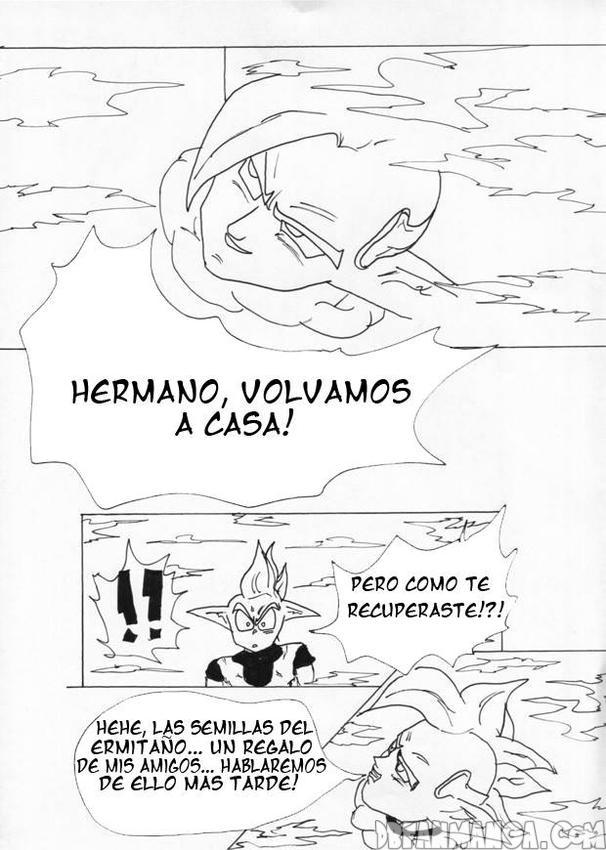 HERMANO, VOLVAMOS
A CASA!
!!
PERO COMO TE
RECUPERASTE!?!
HEHE, LAS SEMILLAS DEL
ERMITAÑO... UN REGALO
DE MIS AMIGOS... HABLAREMOS
DE ELLO MAS TARDE!
DBFANMANGA.COM